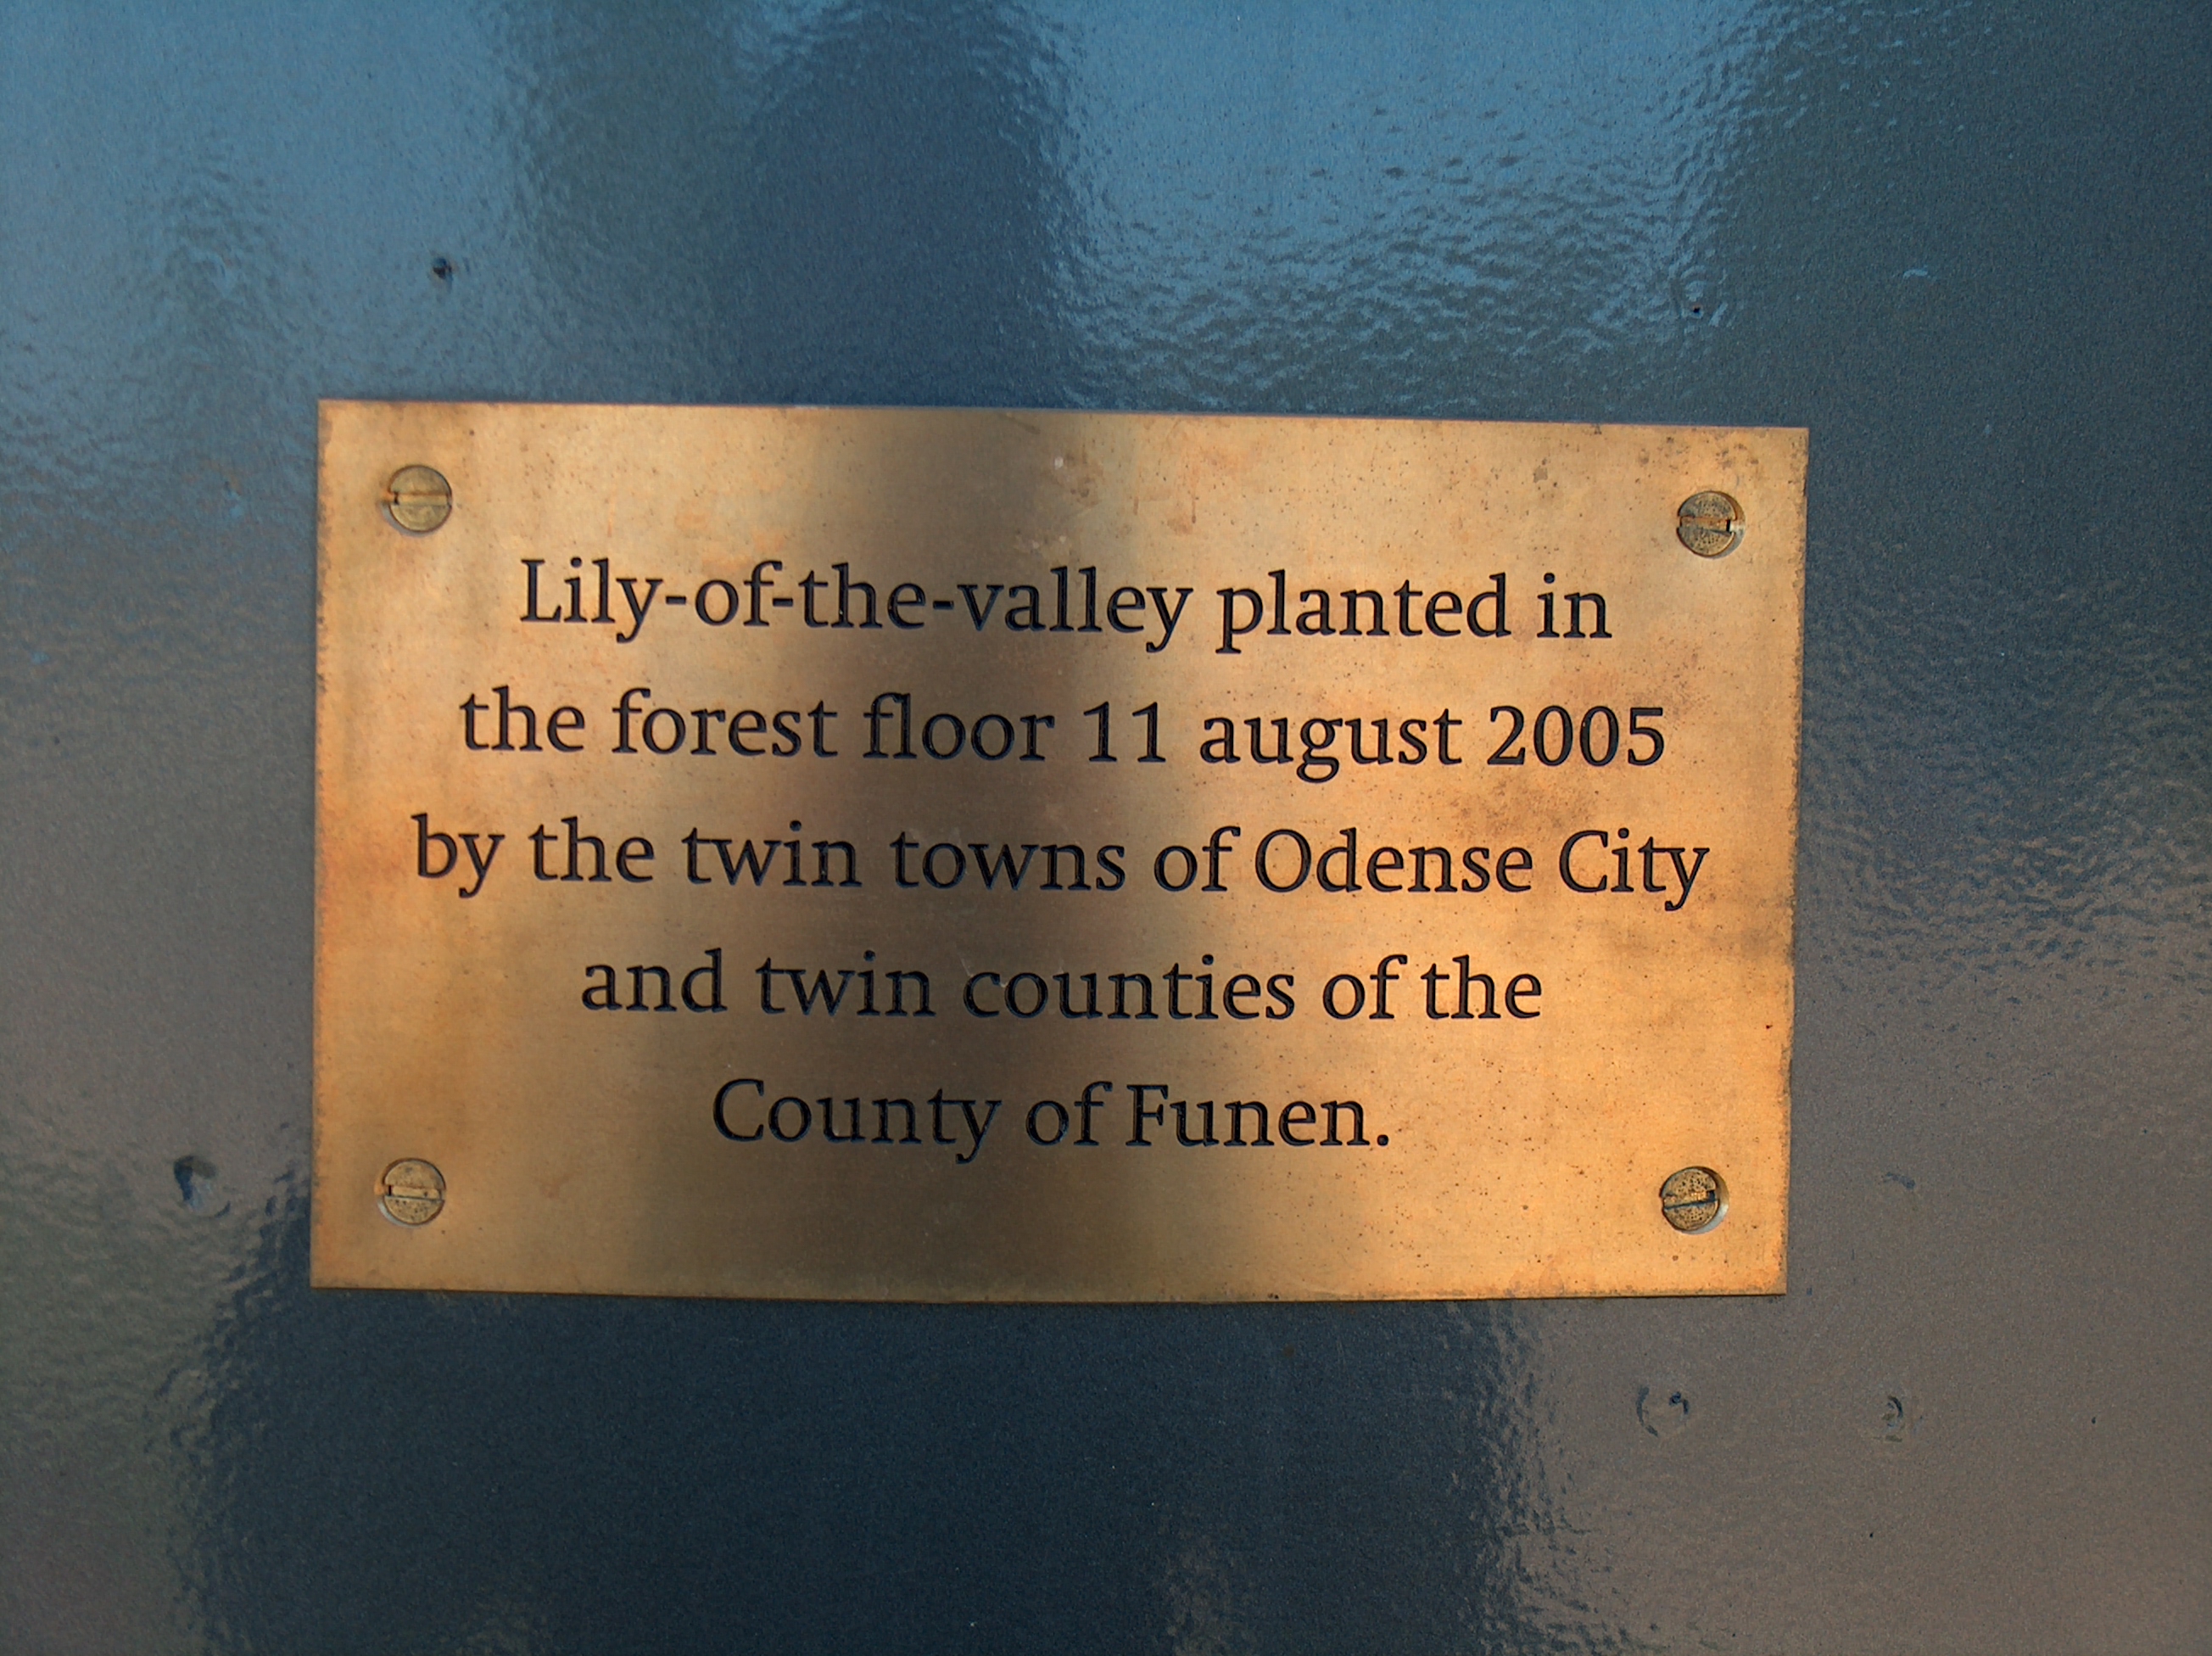 Lily-of-the-valley planted in
the forest floor 11 august 2005
by the twin towns of Odense City
and twin counties of the
County of Funen.